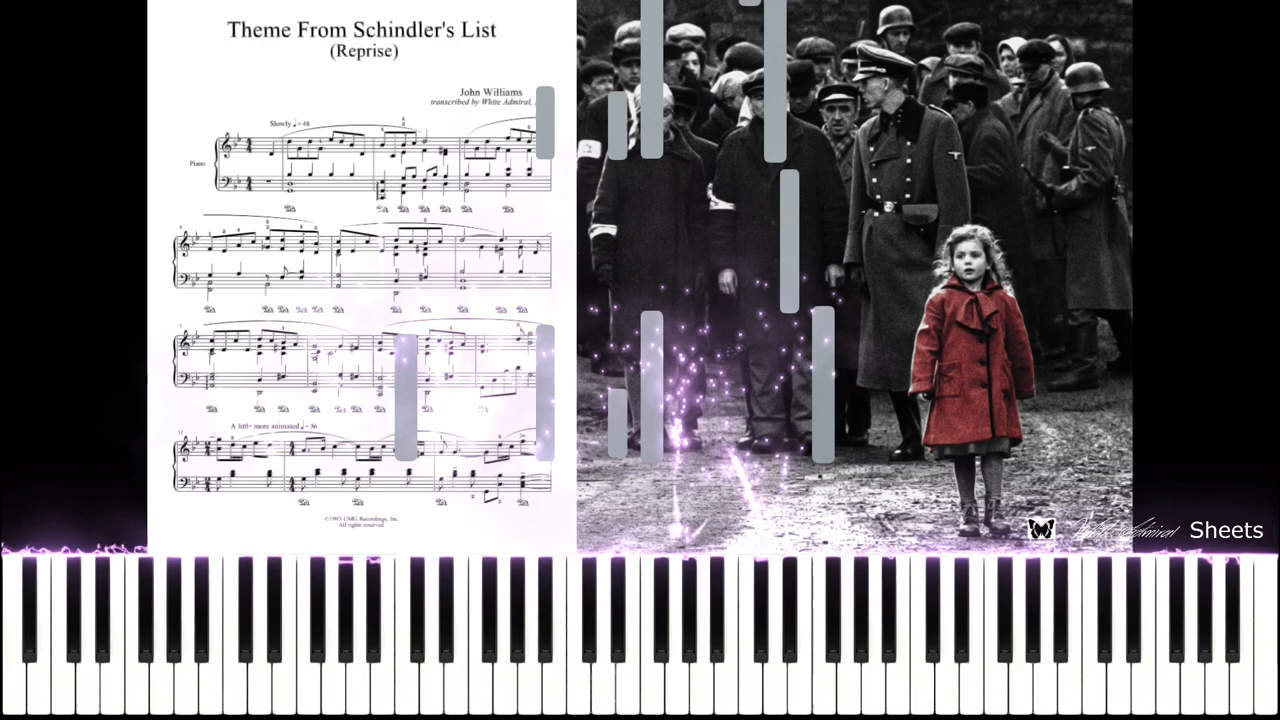 Theme From Schindler's List
(Reprise)
John Williams
transcribed by White Admiral,
Slowly ♩= 48
Piano
A little more animated ♩= 56
©1993 UMG Recordings, Inc.
All rights reserved.
Sheets